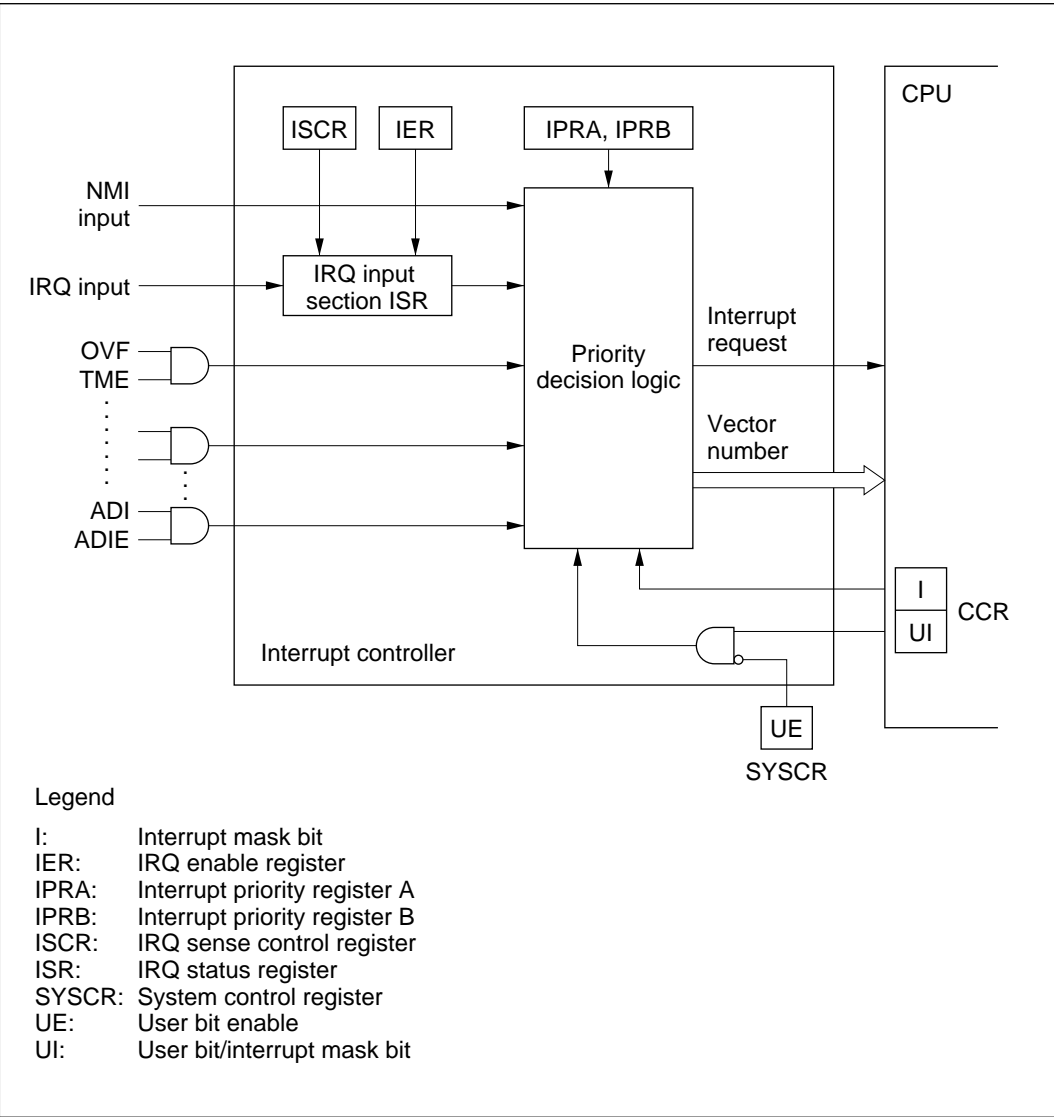 CPU
ISCR
IER
IPRA, IPRB
NMI
input
IRQ input
IRQ input
section ISR
OVF
TME
Priority
decision logic
Interrupt
request
Vector
number
ADI
ADIE
I
UI
CCR
Interrupt controller
UE
SYSCR
Legend
I: Interrupt mask bit
IER: IRQ enable register
IPRA: Interrupt priority register A
IPRB: Interrupt priority register B
ISCR: IRQ sense control register
ISR: IRQ status register
SYSCR: System control register
UE: User bit enable
UI: User bit/interrupt mask bit